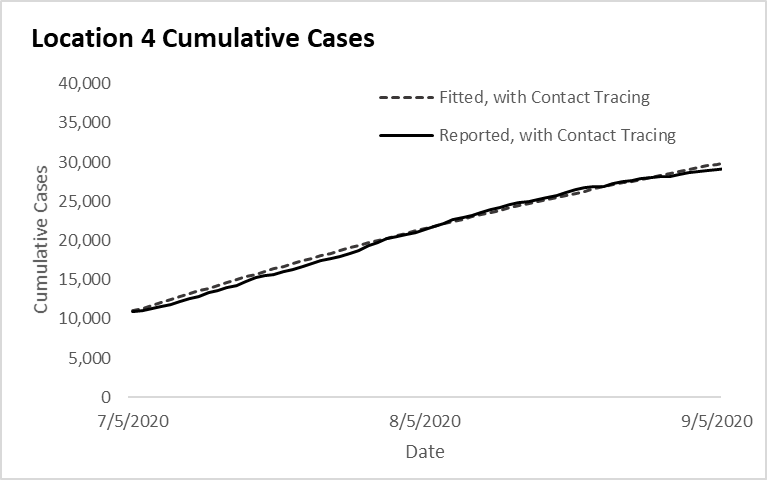 Location 4 Cumulative Cases
40,000
35,000
30,000
25,000
20,000
15,000
10,000
5,000
0
Cumulative Cases
Fitted, with Contact Tracing
Reported, with Contact Tracing
7/5/2020
8/5/2020
9/5/2020
Date